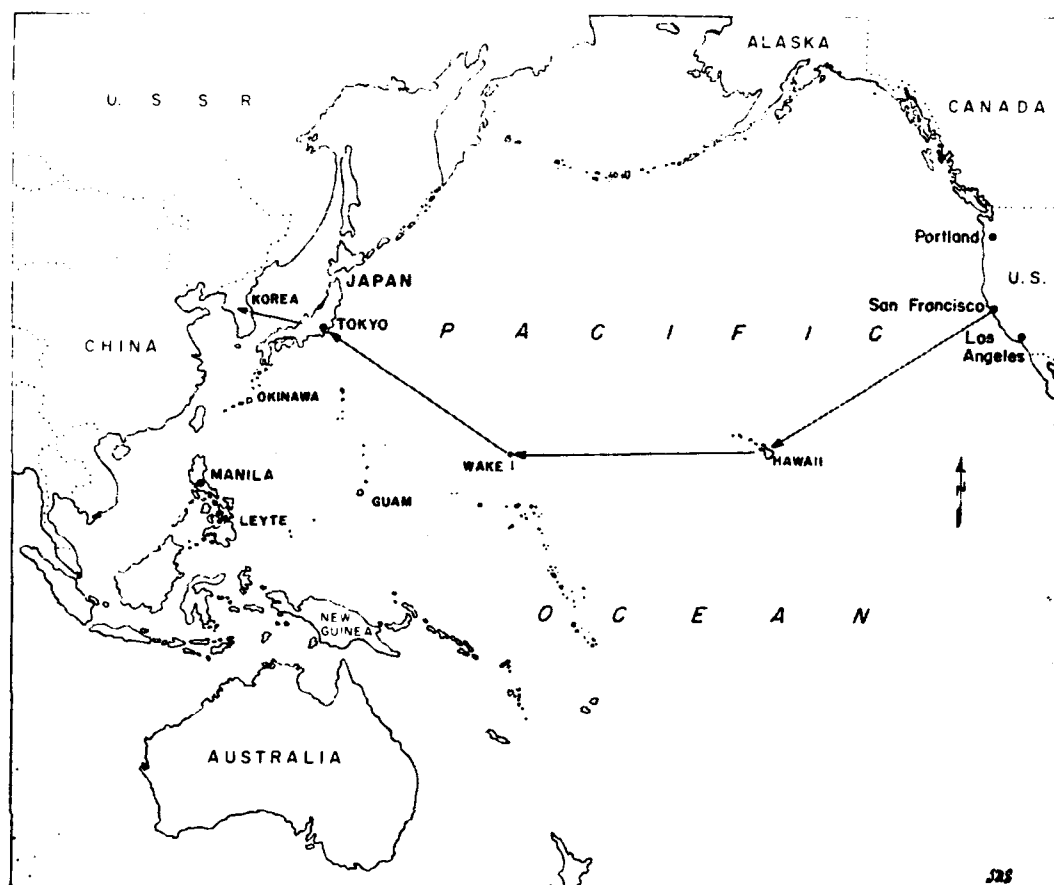 ALASKA
U. S. S R
CANADA
Portland
JAPAN
U.S.
KOREA
San Francisco
TOKYO
P A C I F I C
CHINA
Los
Angeles
OKINAWA
WAKE I
HAWAII
MANILA
GUAM
LEYTE
N
NEW
GUINEA
O C E A N
AUSTRALIA